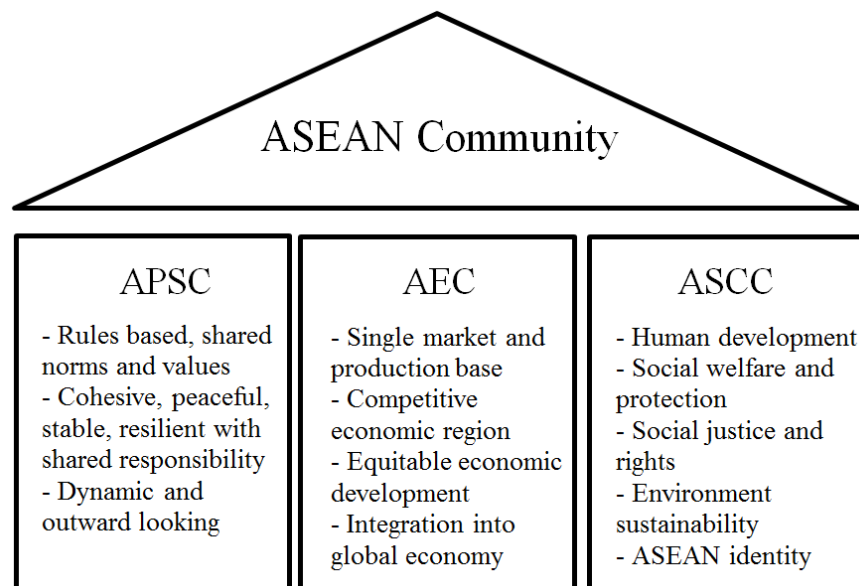 ASEAN Community
APSC
- Rules based, shared
norms and values
- Cohesive, peaceful,
stable, resilient with
shared responsibility
- Dynamic and
outward looking
AEC
- Single market and
production base
- Competitive
economic region
- Equitable economic
development
- Integration into
global economy
ASCC
- Human development
- Social welfare and
protection
- Social justice and
rights
- Environment
sustainability
- ASEAN identity